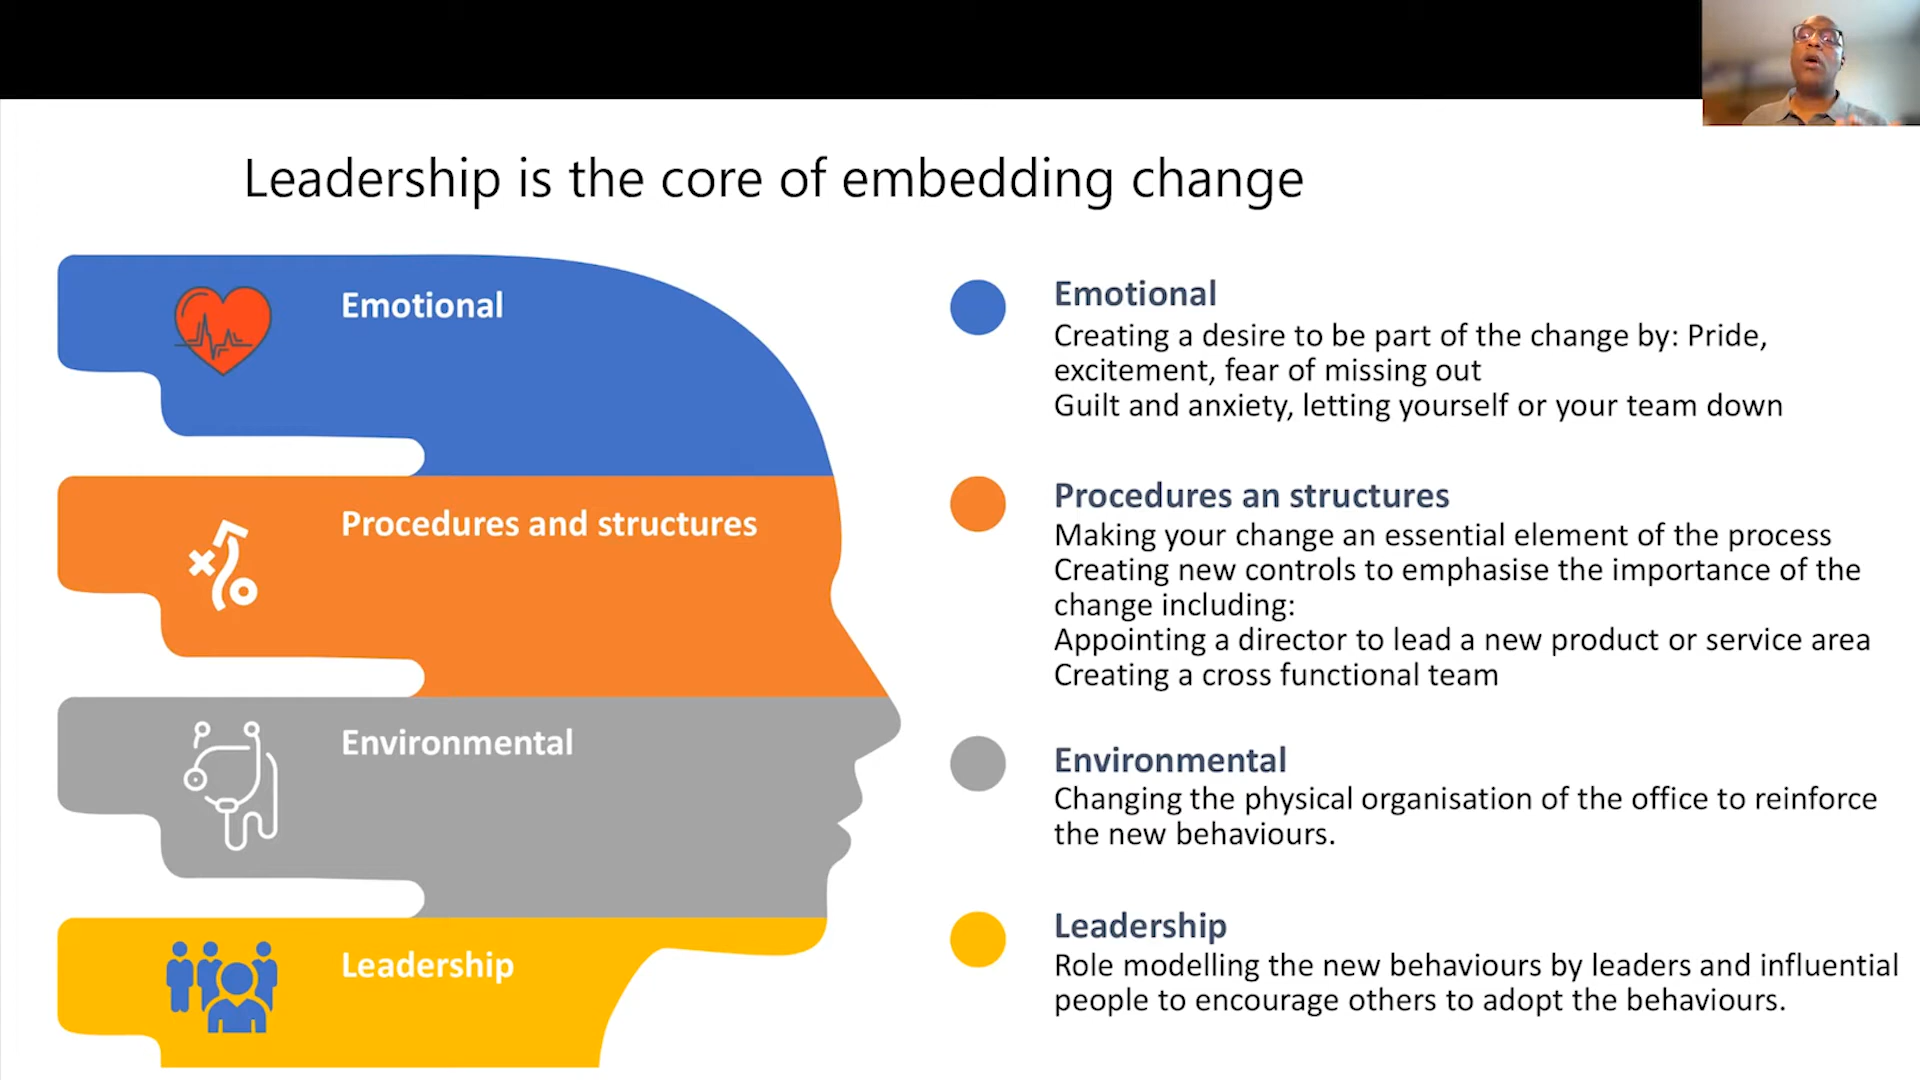 Leadership is the core of embedding change
Emotional
Procedures and structures
Environmental
Leadership
Emotional
Creating a desire to be part of the change by: Pride,
excitement, fear of missing out
Guilt and anxiety, letting yourself or your team down
Procedures an structures
Making your change an essential element of the process
Creating new controls to emphasise the importance of the
change including:
Appointing a director to lead a new product or service area
Creating a cross functional team
Environmental
Changing the physical organisation of the office to reinforce
the new behaviours.
Leadership
Role modelling the new behaviours by leaders and influential
people to encourage others to adopt the behaviours.